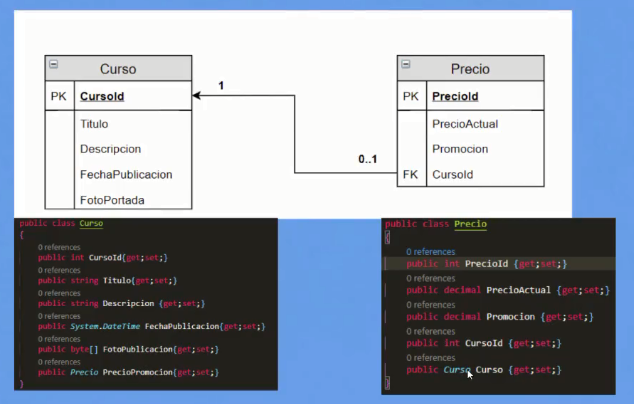 Curso
PK CursoId
Titulo
Descripcion
FechaPublicacion
FotoPortada
1
0..1
Precio
PK PrecioId
PrecioActual
Promocion
FK CursoId
public class Curso
{
0 references
public int CursoId{get;set;}
0 references
public string Titulo{get;set;}
0 references
public string Descripcion {get;set;}
0 references
public System.DateTime FechaPublicacion{get;set;}
0 references
public byte[] FotoPublicacion{get;set;}
0 references
public Precio PrecioPromocion{get;set;}
}
public class Precio
{
0 references
public int PrecioId {get;set;}
0 references
public decimal PrecioActual {get;set;}
0 references
public decimal Promocion {get;set;}
0 references
public int CursoId {get;set;}
0 references
public Curso Curso {get;set;}
}